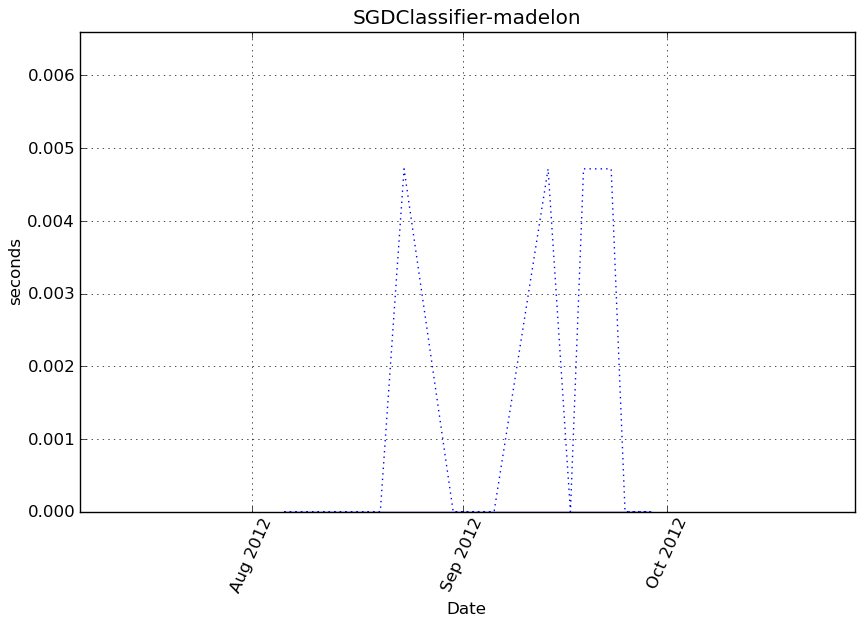 SGDClassifier-madelon
0.006
0.005
0.004
0.003
0.002
0.001
0.000
seconds
Aug 2012
Sep 2012
Oct 2012
Date